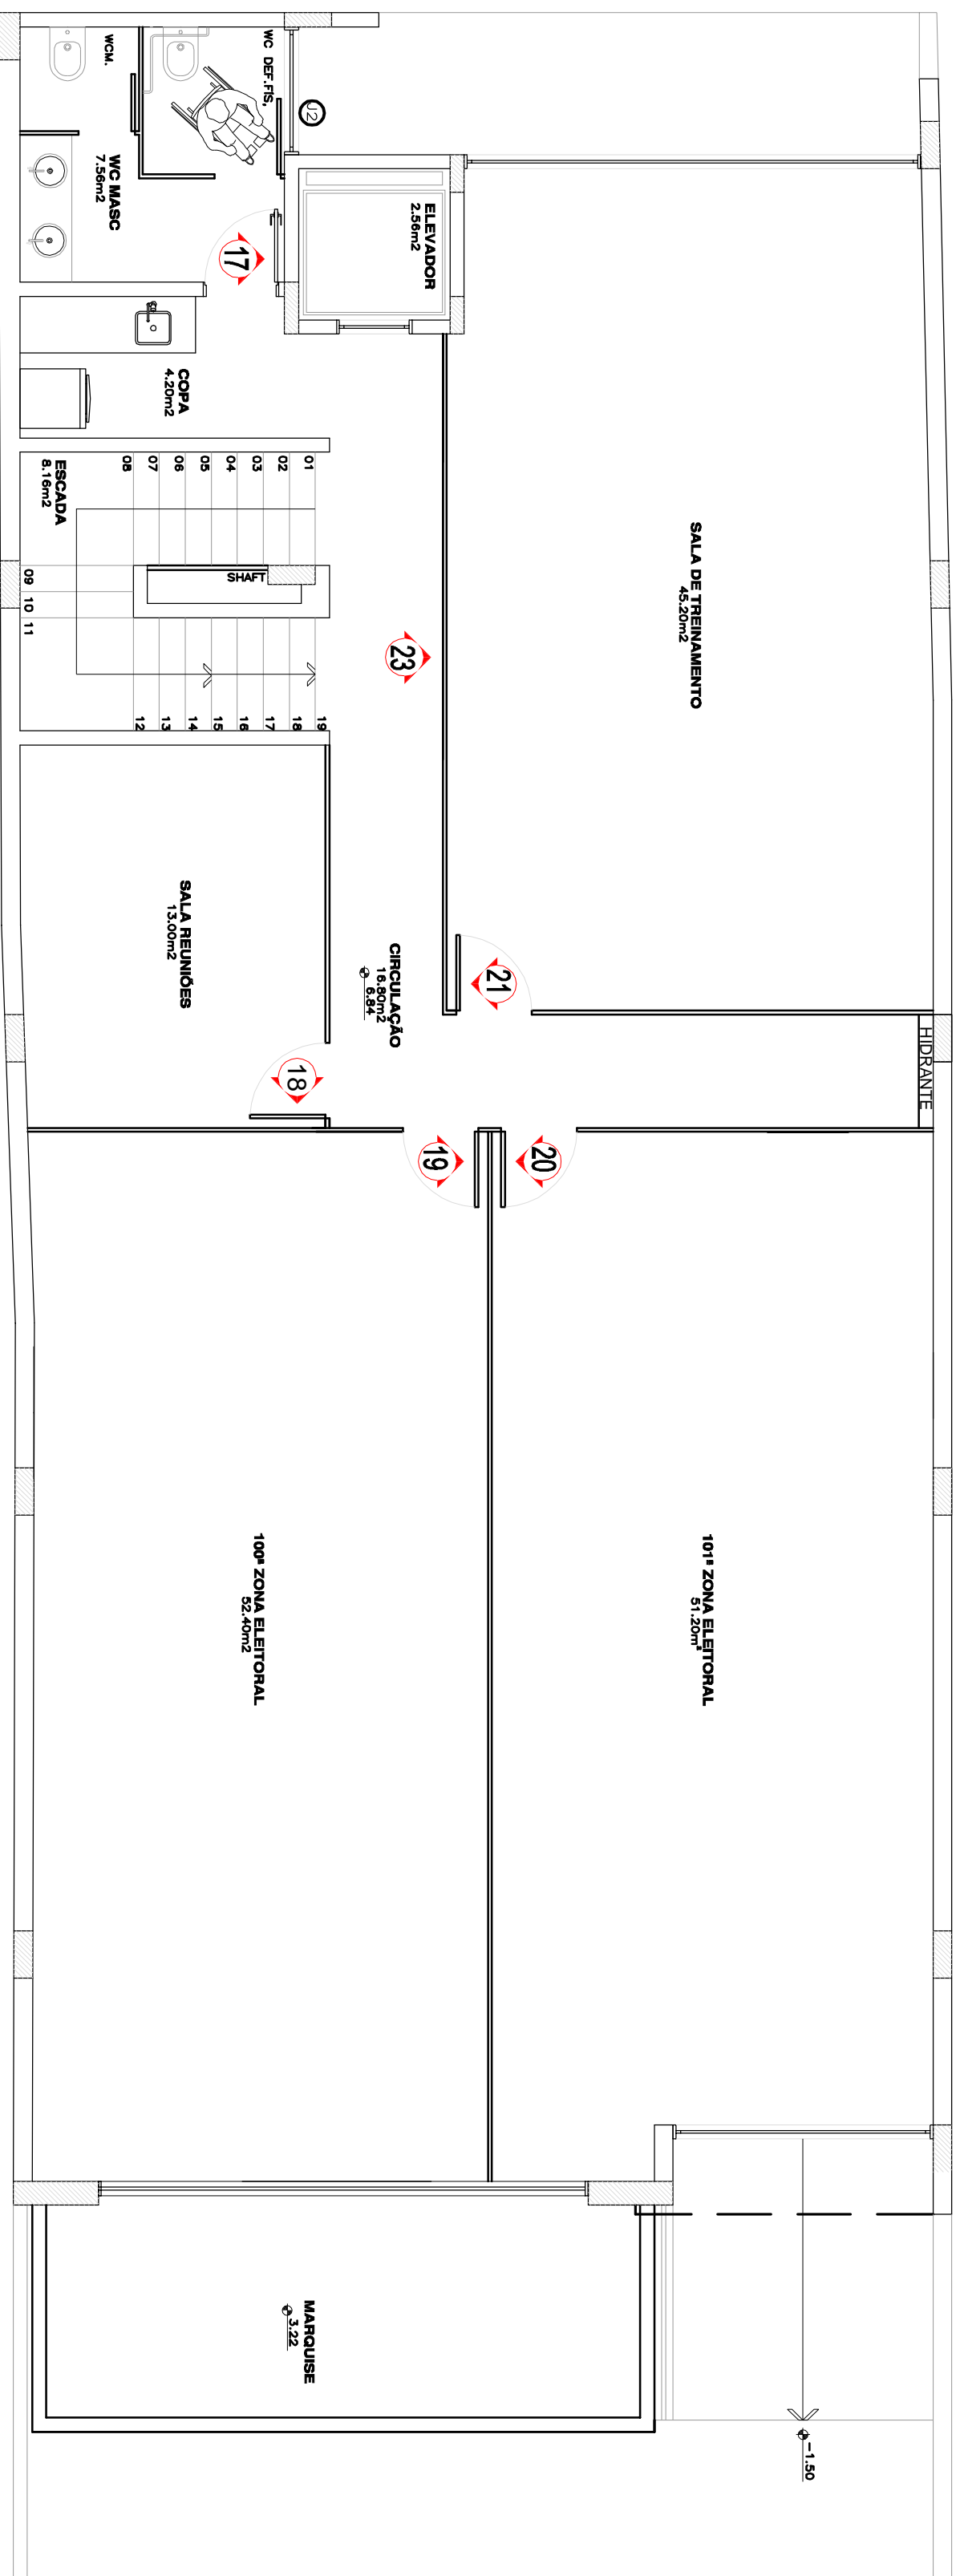 WCM.
WC DEF.FÍS,
J2
WC MASC
7.56m2
17
ELEVADOR
2.56m2
COPA
4.20m2
ESCADA
8.16m2
01
02
03
04
05
06
07
08
09
10
11
SHAFT
12
13
14
15
16
17
18
19
23
SALA DE TREINAMENTO
45.20m2
SALA REUNIÕES
13.00m2
CIRCULAÇÃO
16.80m2
6.84
21
18
HIDRANTE
19
20
100ª ZONA ELEITORAL
52.40m2
101ª ZONA ELEITORAL
51.20m²
MARQUISE
3.22
-1.50